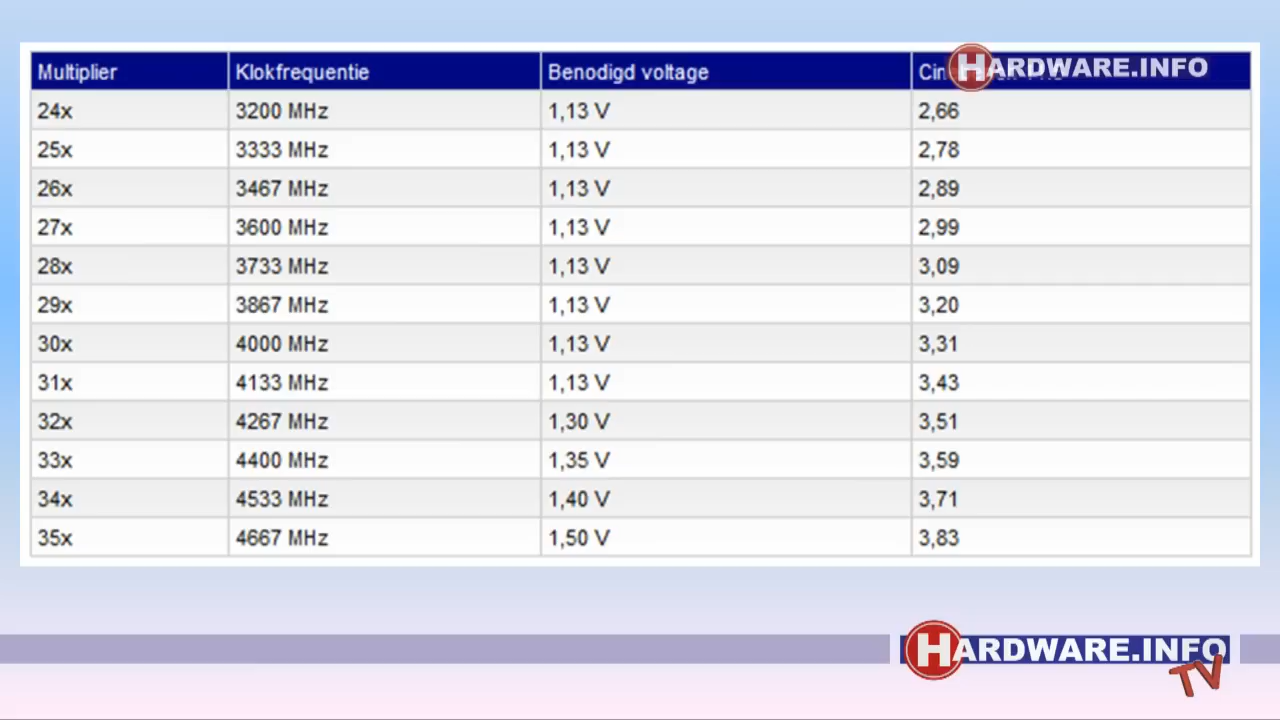 Multiplier Klokfrequentie Benodigd voltage
HARDWARE.INFO
24x 3200 MHz 1,13 V 2,66
25x 3333 MHz 1,13 V 2,78
26x 3467 MHz 1,13 V 2,89
27x 3600 MHz 1,13 V 2,99
28x 3733 MHz 1,13 V 3,09
29x 3867 MHz 1,13 V 3,20
30x 4000 MHz 1,13 V 3,31
31x 4133 MHz 1,13 V 3,43
32x 4267 MHz 1,30 V 3,51
33x 4400 MHz 1,35 V 3,59
34x 4533 MHz 1,40 V 3,71
35x 4667 MHz 1,50 V 3,83
HARDWARE.INFO
TV